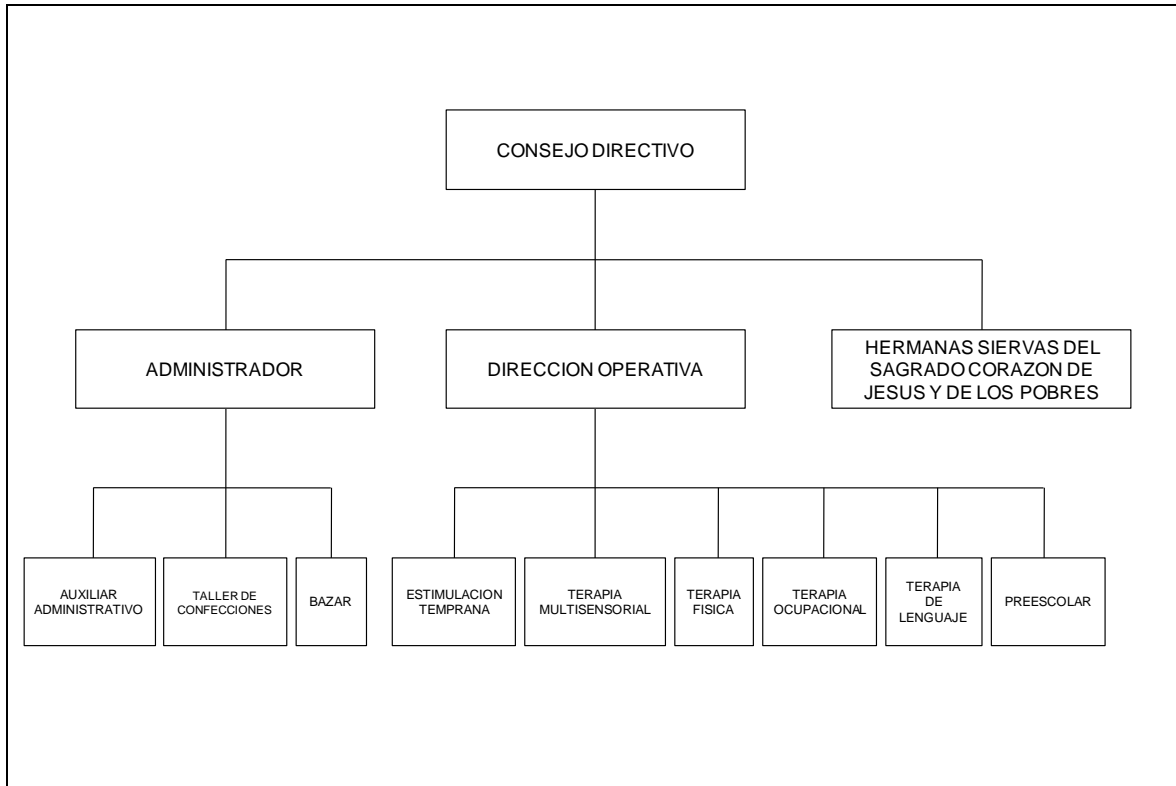 CONSEJO DIRECTIVO
ADMINISTRADOR
DIRECCION OPERATIVA
HERMANAS SIERVAS DEL
SAGRADO CORAZON DE
JESUS Y DE LOS POBRES
AUXILIAR
ADMINISTRATIVO
TALLER DE
CONFECCIONES
BAZAR
ESTIMULACION
TEMPRANA
TERAPIA
MULTISENSORIAL
TERAPIA
FISICA
TERAPIA
OCUPACIONAL
TERAPIA
DE
LENGUAJE
PREESCOLAR